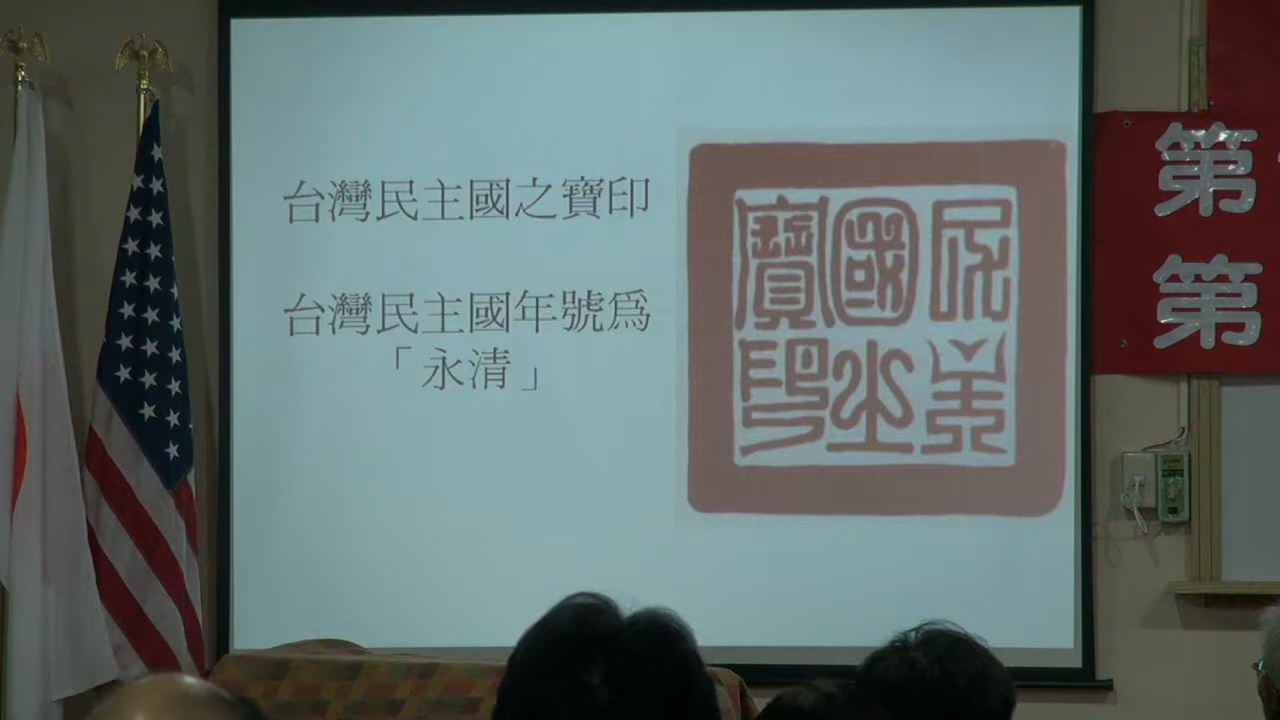 台灣民主國之寶印
台灣民主國年號爲
「永清」
民主
國之
寶印
第
第